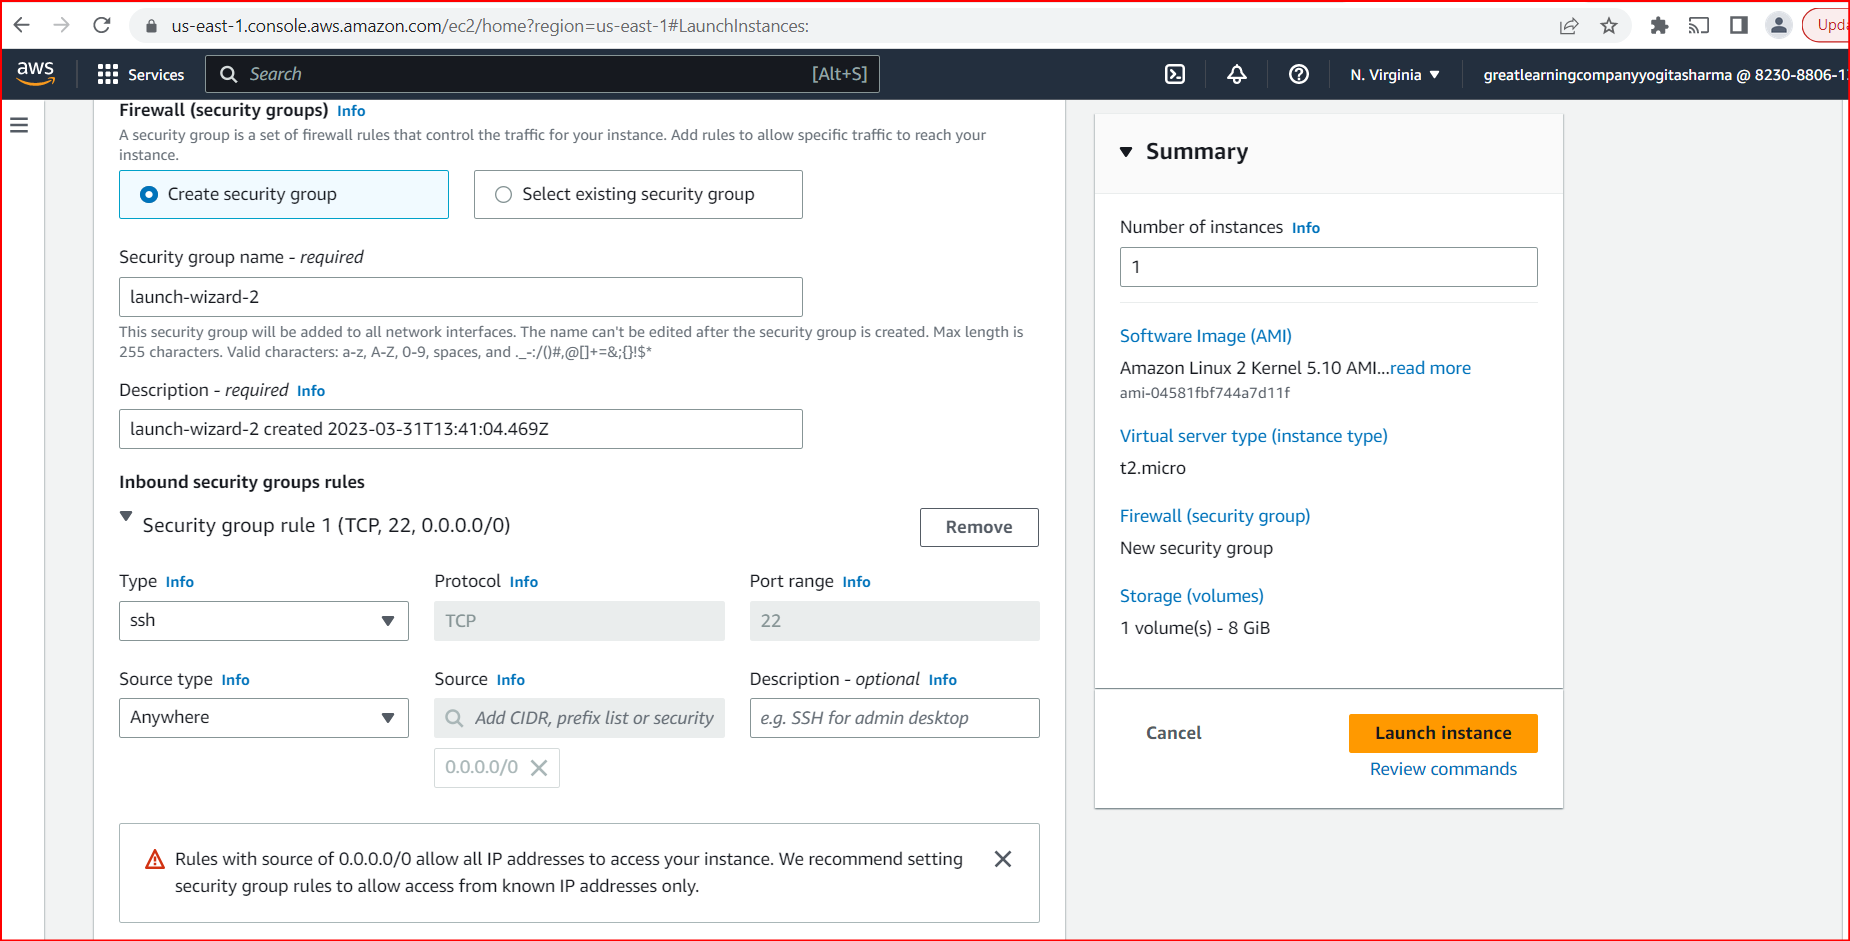 us-east-1.console.aws.amazon.com/ec2/home?region=us-east-1#LaunchInstances:
aws Services Search [Alt+S] N. Virginia greatlearningcompanyyogitasharma @ 8230-8806-1
Firewall (security groups) Info
A security group is a set of firewall rules that control the traffic for your instance. Add rules to allow specific traffic to reach your
instance.
Create security group
Select existing security group
Security group name - required
launch-wizard-2
This security group will be added to all network interfaces. The name can't be edited after the security group is created. Max length is
255 characters. Valid characters: a-z, A-Z, 0-9, spaces, and ._-:/()#,@[]+=&;{}!$*
Description - required Info
launch-wizard-2 created 2023-03-31T13:41:04.469Z
Inbound security groups rules
Security group rule 1 (TCP, 22, 0.0.0.0/0)
Remove
Type Info
Protocol Info
Port range Info
ssh
TCP
22
Source type Info
Source Info
Description - optional Info
Anywhere
Add CIDR, prefix list or security
e.g. SSH for admin desktop
0.0.0.0/0
Rules with source of 0.0.0.0/0 allow all IP addresses to access your instance. We recommend setting
security group rules to allow access from known IP addresses only.
Summary
Number of instances Info
1
Software Image (AMI)
Amazon Linux 2 Kernel 5.10 AMI...read more
ami-04581fbf744a7d11f
Virtual server type (instance type)
t2.micro
Firewall (security group)
New security group
Storage (volumes)
1 volume(s) - 8 GiB
Cancel
Launch instance
Review commands